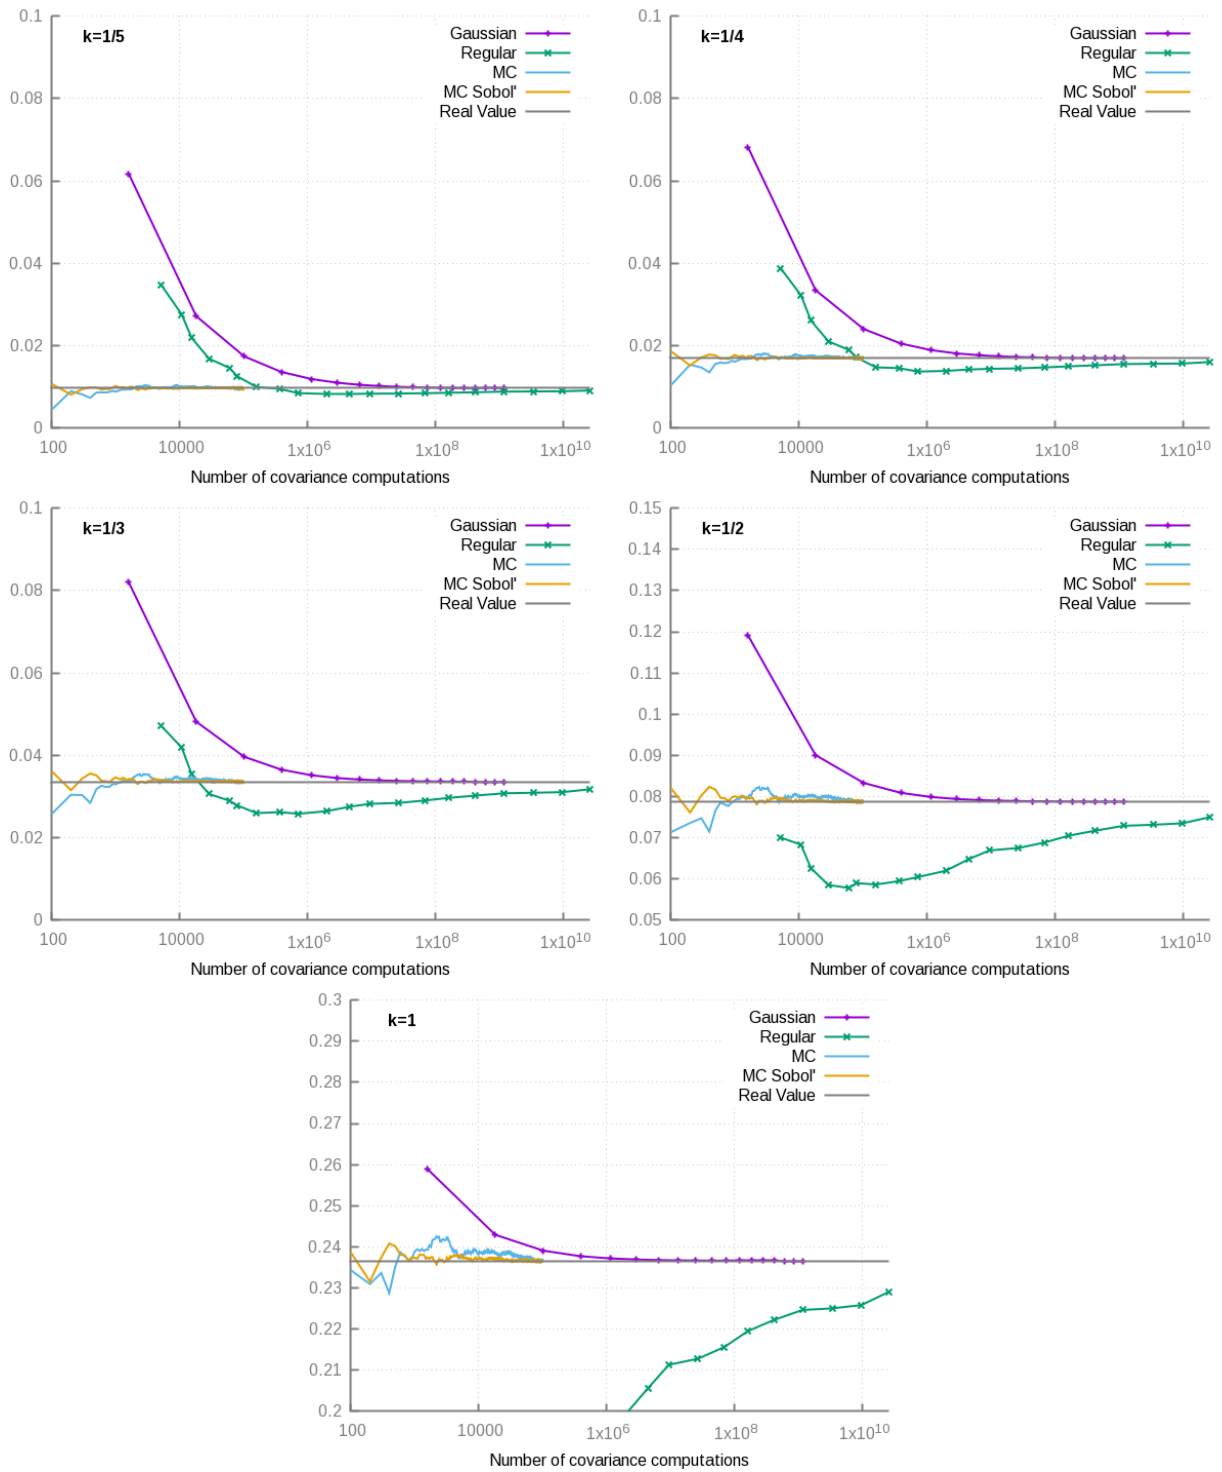 0.1
k=1/5
Gaussian
Regular
MC
MC Sobol'
Real Value
0.08
0.06
0.04
0.02
0
100 10000 1x10^6 1x10^8 1x10^10
Number of covariance computations
0.1
k=1/4
Gaussian
Regular
MC
MC Sobol'
Real Value
0.08
0.06
0.04
0.02
0
100 10000 1x10^6 1x10^8 1x10^10
Number of covariance computations
0.1
k=1/3
Gaussian
Regular
MC
MC Sobol'
Real Value
0.08
0.06
0.04
0.02
0
100 10000 1x10^6 1x10^8 1x10^10
Number of covariance computations
0.15
k=1/2
Gaussian
Regular
MC
MC Sobol'
Real Value
0.14
0.13
0.12
0.11
0.1
0.09
0.08
0.07
0.06
0.05
100 10000 1x10^6 1x10^8 1x10^10
Number of covariance computations
0.3
k=1
Gaussian
Regular
MC
MC Sobol'
Real Value
0.29
0.28
0.27
0.26
0.25
0.24
0.23
0.22
0.21
0.2
100 10000 1x10^6 1x10^8 1x10^10
Number of covariance computations